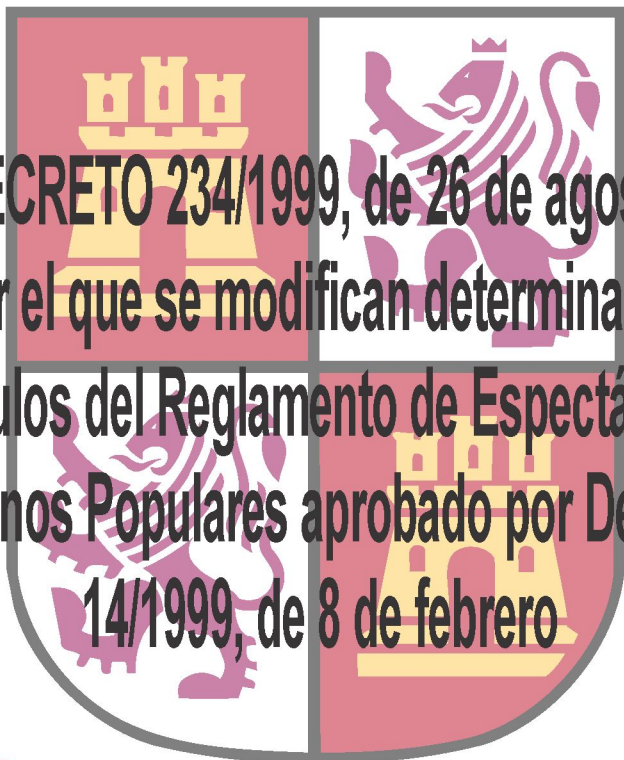 ECRETO 234/1999, de 26 de agos
r el que se modifican determina
ulos del Reglamento de Espectá
nos Populares aprobado por De
14/1999, de 8 de febrero